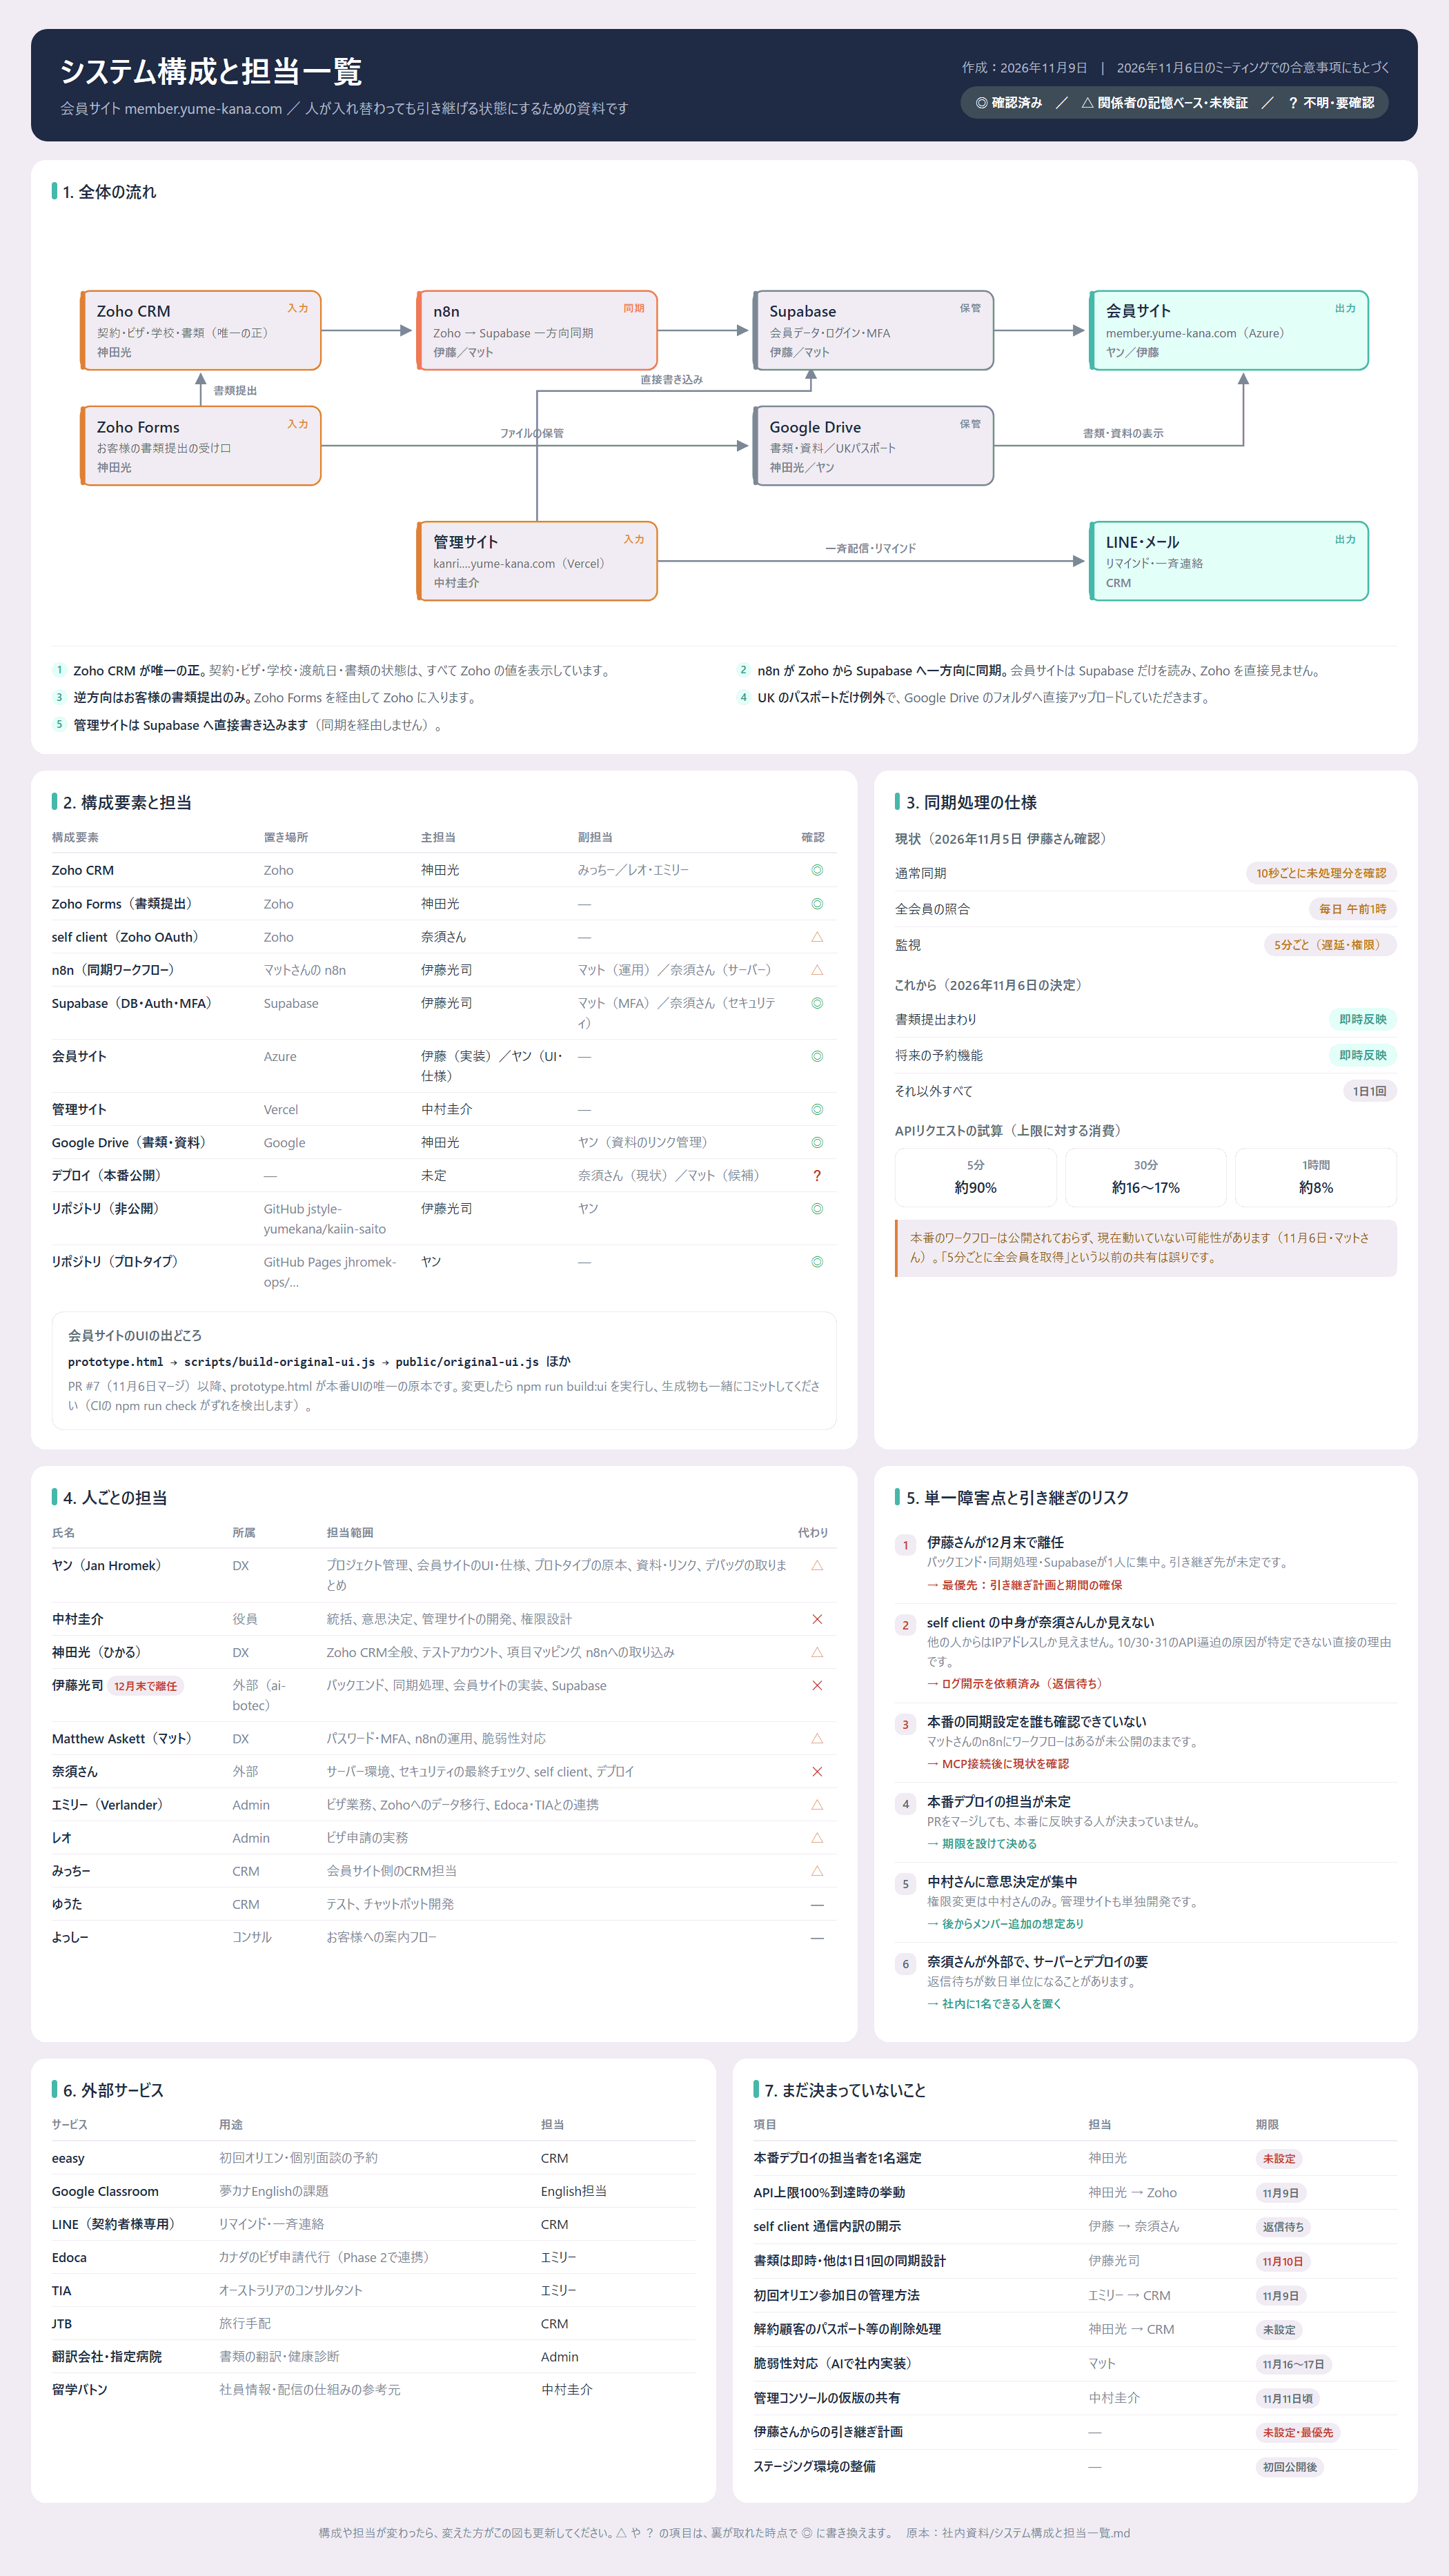 システム構成と担当一覧
会員サイト member.yume-kana.com ／ 人が入れ替わっても引き継げる状態にするための資料です
作成：2026年11月9日 ｜ 2026年11月6日のミーティングでの合意事項にもとづく
◎ 確認済み ／ △ 関係者の記憶ベース・未検証 ／ ？ 不明・要確認
1. 全体の流れ
Zoho CRM 入力
契約・ビザ・学校・書類（唯一の正）
神田光
n8n 同期
Zoho → Supabase 一方向同期
伊藤／マット
Supabase 保管
会員データ・ログイン・MFA
伊藤／マット
会員サイト 出力
member.yume-kana.com（Azure）
ヤン／伊藤
書類提出
直接書き込み
Zoho Forms 入力
お客様の書類提出の受け口
神田光
ファイルの保管
Google Drive 保管
書類・資料／UKパスポート
神田光／ヤン
書類・資料の表示
管理サイト 入力
kanri....yume-kana.com（Vercel）
中村圭介
一斉配信・リマインド
LINE・メール 出力
リマインド・一斉連絡
CRM
1 Zoho CRM が唯一の正。契約・ビザ・学校・渡航日・書類の状態は、すべて Zoho の値を表示しています。
2 n8n が Zoho から Supabase へ一方向に同期。会員サイトは Supabase だけを読み、Zoho を直接見ません。
3 逆方向はお客様の書類提出のみ。Zoho Forms を経由して Zoho に入ります。
4 UK のパスポートだけ例外で、Google Drive のフォルダへ直接アップロードしていただきます。
5 管理サイトは Supabase へ直接書き込みます（同期を経由しません）。
2. 構成要素と担当
構成要素 置き場所 主担当 副担当 確認
Zoho CRM Zoho 神田光 みっちー／レオ・エミリー ◎
Zoho Forms（書類提出） Zoho 神田光 — ◎
self client（Zoho OAuth） Zoho 奈須さん — △
n8n（同期ワークフロー） マットさんの n8n 伊藤光司 マット（運用）／奈須さん（サーバー） △
Supabase（DB・Auth・MFA） Supabase 伊藤光司 マット（MFA）／奈須さん（セキュリテ ◎
ィ）
会員サイト Azure 伊藤（実装）／ヤン（UI・ — ◎
仕様）
管理サイト Vercel 中村圭介 — ◎
Google Drive（書類・資料） Google 神田光 ヤン（資料のリンク管理） ◎
デプロイ（本番公開） — 未定 奈須さん（現状）／マット（候補） ？
リポジトリ（非公開） GitHub jstyle- 伊藤光司 ヤン ◎
yumekana/kaiin-saito
リポジトリ（プロトタイプ） GitHub Pages jhromek- ヤン — ◎
ops/...
会員サイトのUIの出どころ
prototype.html → scripts/build-original-ui.js → public/original-ui.js ほか
PR #7（11月6日マージ）以降、prototype.html が本番UIの唯一の原本です。変更したら npm run build:ui を実行し、生成物も一緒にコミットしてくださ
い（CIの npm run check がずれを検出します）。
3. 同期処理の仕様
現状（2026年11月5日 伊藤さん確認）
通常同期 10秒ごとに未処理分を確認
全会員の照合 毎日 午前1時
監視 5分ごと（遅延・権限）
これから（2026年11月6日の決定）
書類提出まわり 即時反映
将来の予約機能 即時反映
それ以外すべて 1日1回
APIリクエストの試算（上限に対する消費）
5分 30分 1時間
約90% 約16〜17% 約8%
本番のワークフローは公開されておらず、現在動いていない可能性があります（11月6日・マットさ
ん）。「5分ごとに全会員を取得」という以前の共有は誤りです。
4. 人ごとの担当
氏名 所属 担当範囲 代わり
ヤン（Jan Hromek） DX プロジェクト管理、会員サイトのUI・仕様、プロトタイプの原本、資料・リンク、デバッグの取りま △
とめ
中村圭介 役員 統括、意思決定、管理サイトの開発、権限設計 ✕
神田光（ひかる） DX Zoho CRM全般、テストアカウント、項目マッピング、n8nへの取り込み △
伊藤光司 12月末で離任 外部（ai- バックエンド、同期処理、会員サイトの実装、Supabase ✕
botec）
Matthew Askett（マット） DX パスワード・MFA、n8nの運用、脆弱性対応 △
奈須さん 外部 サーバー環境、セキュリティの最終チェック、self client、デプロイ ✕
エミリー（Verlander） Admin ビザ業務、Zohoへのデータ移行、Edoca・TIAとの連携 △
レオ Admin ビザ申請の実務 △
みっちー CRM 会員サイト側のCRM担当 △
ゆうた CRM テスト、チャットボット開発 —
よっしー コンサル お客様への案内フロー —
5. 単一障害点と引き継ぎのリスク
1 伊藤さんが12月末で離任
バックエンド・同期処理・Supabaseが1人に集中。引き継ぎ先が未定です。
→ 最優先：引き継ぎ計画と期間の確保
2 self client の中身が奈須さんしか見えない
他の人からはIPアドレスしか見えません。10/30・31のAPI逼迫の原因が特定できない直接の理由
です。
→ ログ開示を依頼済み（返信待ち）
3 本番の同期設定を誰も確認できていない
マットさんのn8nにワークフローはあるが未公開のままです。
→ MCP接続後に現状を確認
4 本番デプロイの担当が未定
PRをマージしても、本番に反映する人が決まっていません。
→ 期限を設けて決める
5 中村さんに意思決定が集中
権限変更は中村さんのみ。管理サイトも単独開発です。
→ 後からメンバー追加の想定あり
6 奈須さんが外部で、サーバーとデプロイの要
返信待ちが数日単位になることがあります。
→ 社内に1名できる人を置く
6. 外部サービス
サービス 用途 担当
eeasy 初回オリエン・個別面談の予約 CRM
Google Classroom 夢カナEnglishの課題 English担当
LINE（契約者様専用） リマインド・一斉連絡 CRM
Edoca カナダのビザ申請代行（Phase 2で連携） エミリー
TIA オーストラリアのコンサルタント エミリー
JTB 旅行手配 CRM
翻訳会社・指定病院 書類の翻訳・健康診断 Admin
留学バトン 社員情報・配信の仕組みの参考元 中村圭介
7. まだ決まっていないこと
項目 担当 期限
本番デプロイの担当者を1名選定 神田光 未設定
API上限100%到達時の挙動 神田光 → Zoho 11月9日
self client 通信内訳の開示 伊藤 → 奈須さん 返信待ち
書類は即時・他は1日1回の同期設計 伊藤光司 11月10日
初回オリエン参加日の管理方法 エミリー → CRM 11月9日
解約顧客のパスポート等の削除処理 神田光 → CRM 未設定
脆弱性対応（AIで社内実装） マット 11月16〜17日
管理コンソールの仮版の共有 中村圭介 11月11日頃
伊藤さんからの引き継ぎ計画 — 未設定・最優先
ステージング環境の整備 — 初回公開後
構成や担当が変わったら、変えた方がこの図も更新してください。△ や ？ の項目は、裏が取れた時点で ◎ に書き換えます。 原本：社内資料/システム構成と担当一覧.md